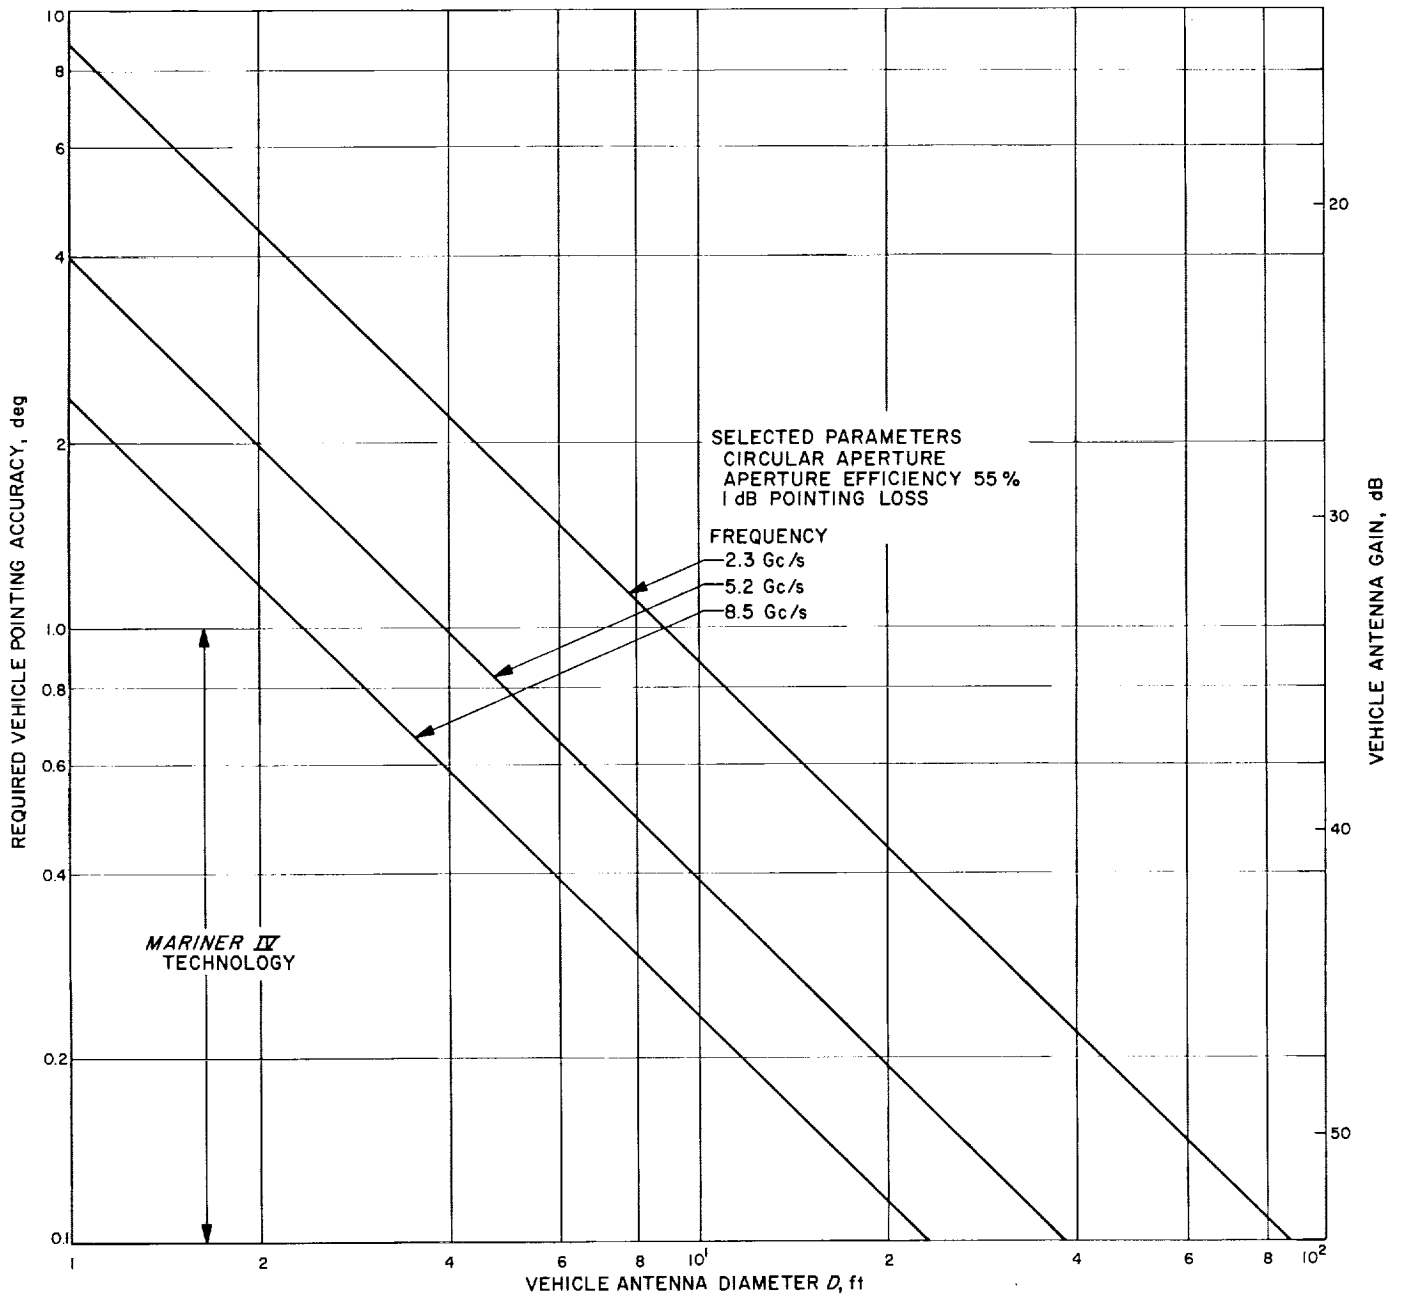 10
8
6
4
2
1.0
0.8
0.6
0.4
0.2
0.1
REQUIRED VEHICLE POINTING ACCURACY, deg
SELECTED PARAMETERS
CIRCULAR APERTURE
APERTURE EFFICIENCY 55%
1 dB POINTING LOSS
FREQUENCY
2.3 Gc/s
5.2 Gc/s
8.5 Gc/s
MARINER IV
TECHNOLOGY
20
30
40
50
VEHICLE ANTENNA GAIN, dB
1 2 4 6 8 10¹ 2 4 6 8 10²
VEHICLE ANTENNA DIAMETER D, ft